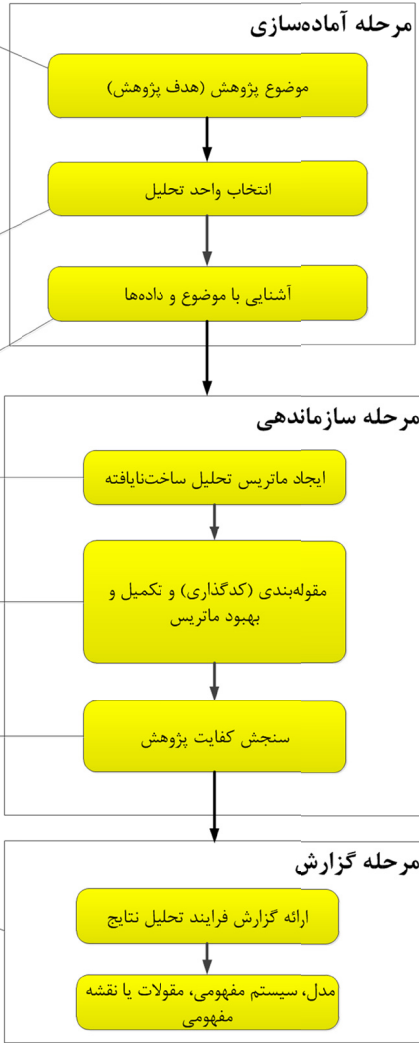 مرحله آماده‌سازی
موضوع پژوهش (هدف پژوهش)
انتخاب واحد تحلیل
آشنایی با موضوع و داده‌ها
مرحله سازماندهی
ایجاد ماتریس تحلیل ساخت‌نایافته
مقوله‌بندی (کدگذاری) و تکمیل و
بهبود ماتریس
سنجش کفایت پژوهش
مرحله گزارش
ارائه گزارش فرایند تحلیل نتایج
مدل، سیستم مفهومی، مقولات یا نقشه
مفهومی